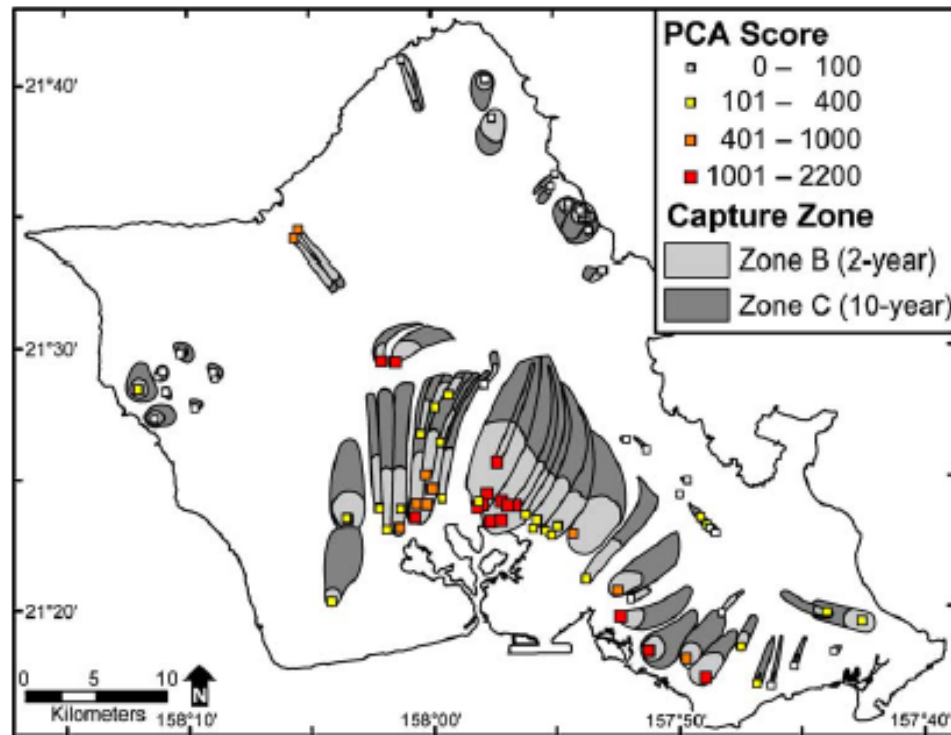 PCA Score
0 – 100
101 – 400
401 – 1000
1001 – 2200
Capture Zone
Zone B (2-year)
Zone C (10-year)
21°40'
21°30'
21°20'
0 5 10
Kilometers
N
158°10' 158°00' 157°50' 157°40'